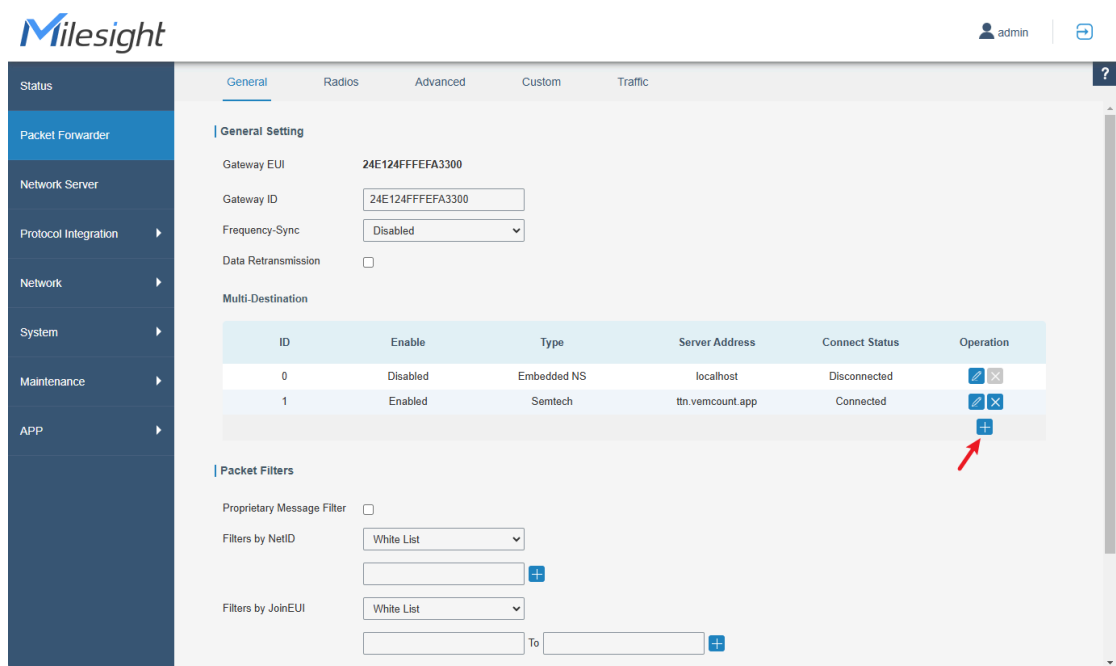 Milesight
admin
Status
Packet Forwarder
Network Server
Protocol Integration
Network
System
Maintenance
APP
General Radios Advanced Custom Traffic
?
General Setting
Gateway EUI 24E124FFFEFA3300
Gateway ID 24E124FFFEFA3300
Frequency-Sync Disabled
Data Retransmission
Multi-Destination
ID Enable Type Server Address Connect Status Operation
0 Disabled Embedded NS localhost Disconnected
1 Enabled Semtech ttn.vemcount.app Connected
Packet Filters
Proprietary Message Filter
Filters by NetID White List
Filters by JoinEUI White List
To